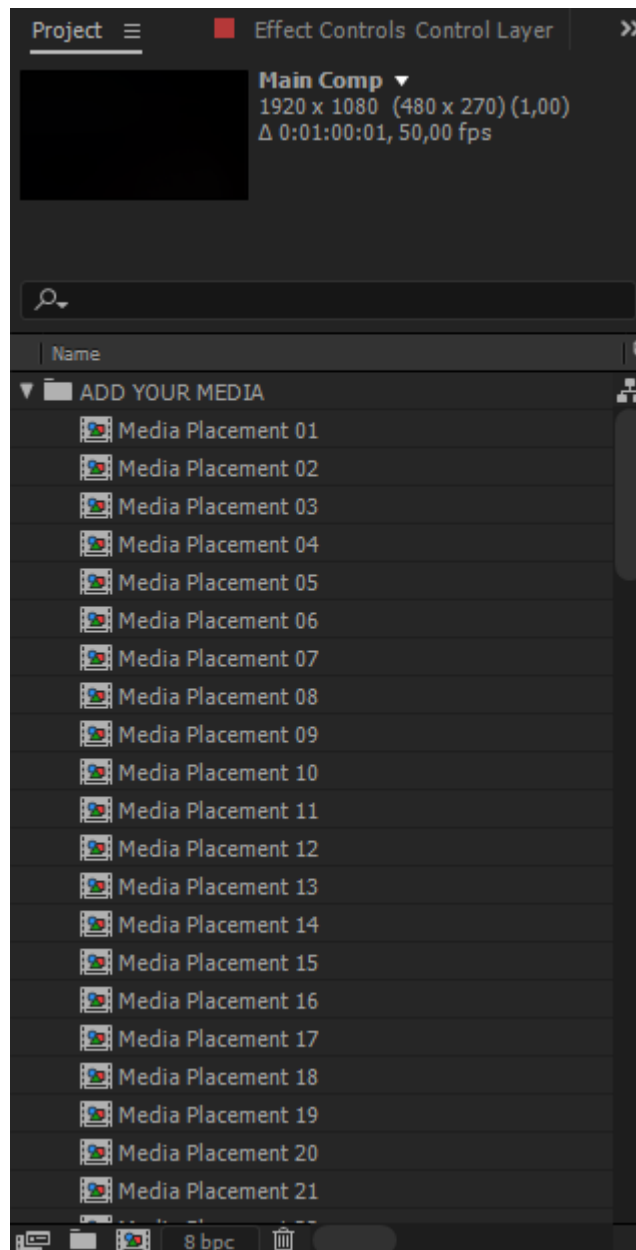 Project
Effect Controls Control Layer
Main Comp
1920 x 1080 (480 x 270) (1,00)
Δ 0:01:00:01, 50,00 fps
Name
ADD YOUR MEDIA
Media Placement 01
Media Placement 02
Media Placement 03
Media Placement 04
Media Placement 05
Media Placement 06
Media Placement 07
Media Placement 08
Media Placement 09
Media Placement 10
Media Placement 11
Media Placement 12
Media Placement 13
Media Placement 14
Media Placement 15
Media Placement 16
Media Placement 17
Media Placement 18
Media Placement 19
Media Placement 20
Media Placement 21
8 bpc